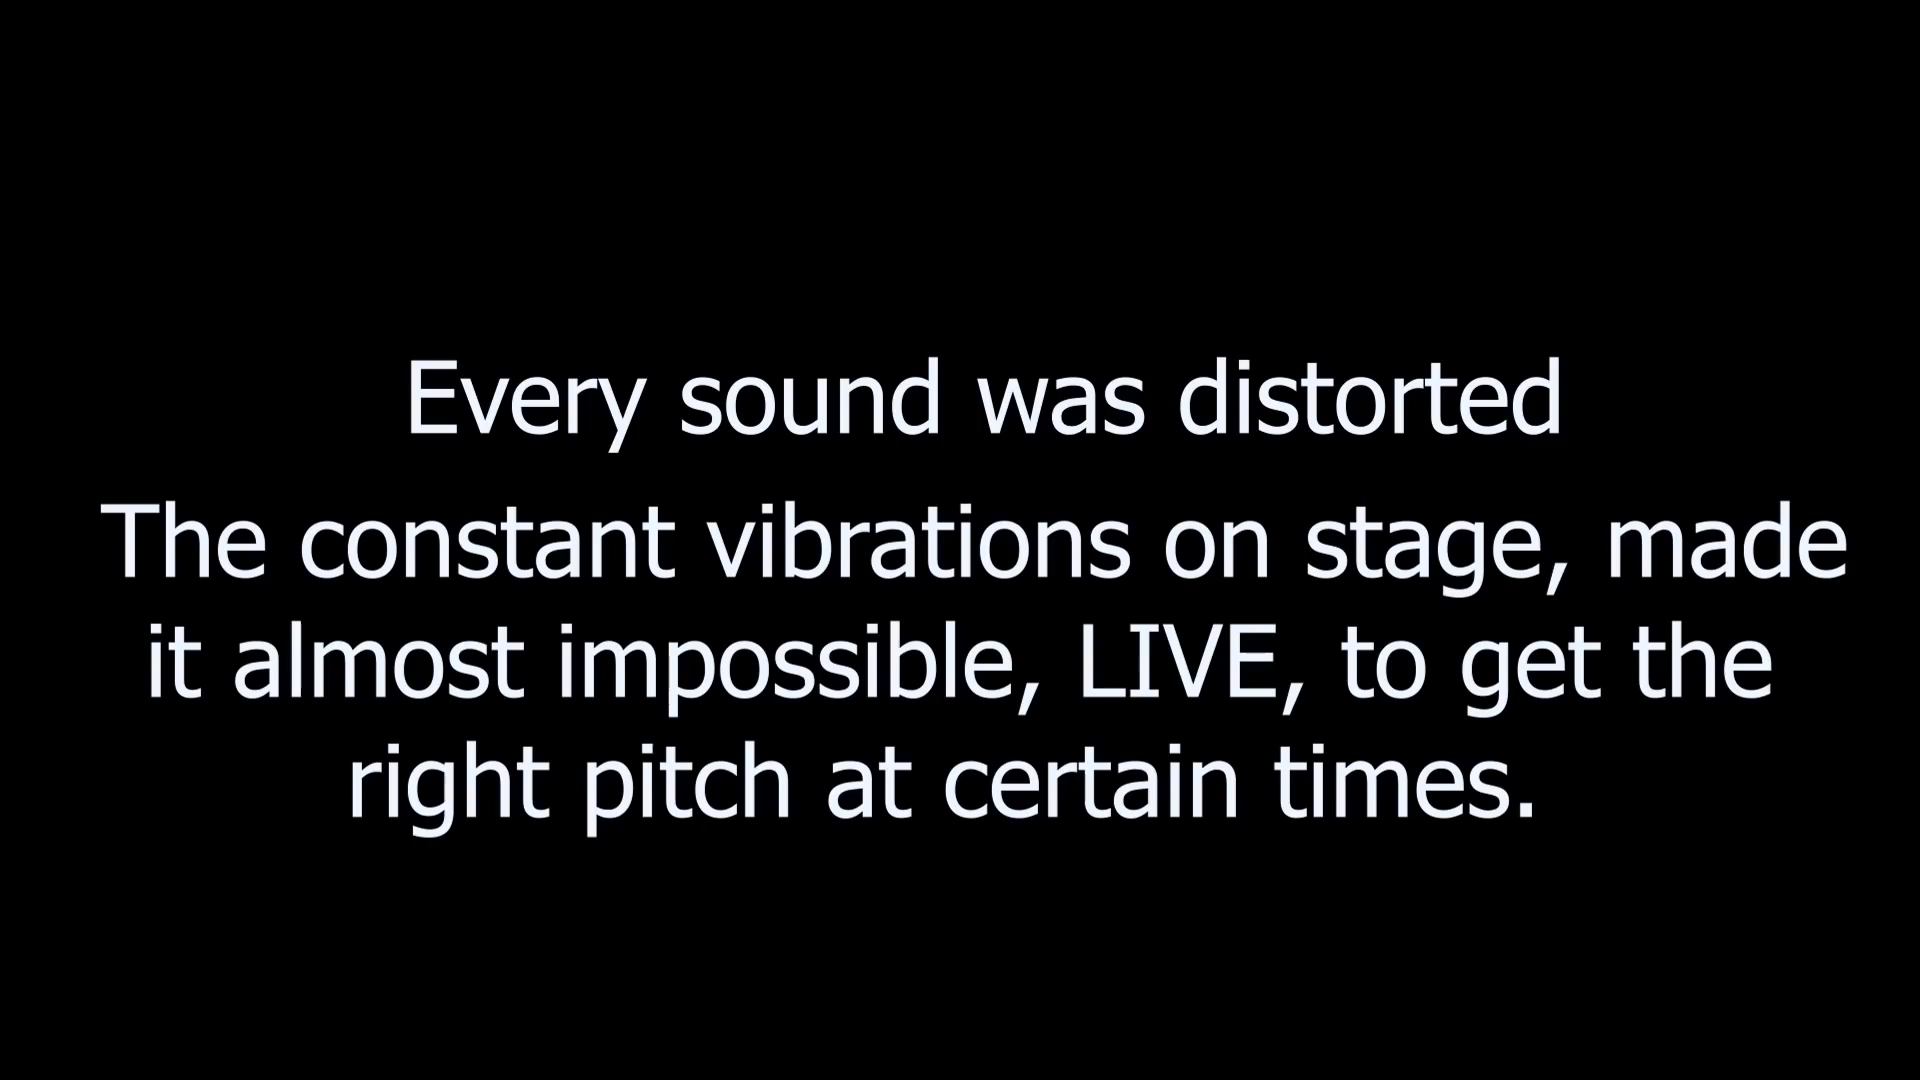 Every sound was distorted
The constant vibrations on stage, made
it almost impossible, LIVE, to get the
right pitch at certain times.